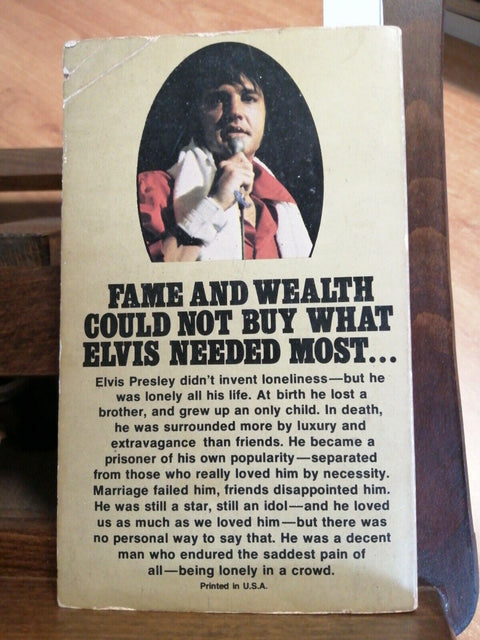 FAME AND WEALTH
COULD NOT BUY WHAT
ELVIS NEEDED MOST...
Elvis Presley didn't invent loneliness—but he
was lonely all his life. At birth he lost a
brother, and grew up an only child. In death,
he was surrounded more by luxury and
extravagance than friends. He became a
prisoner of his own popularity—separated
from those who really loved him by necessity.
Marriage failed him, friends disappointed him.
He was still a star, still an idol—and he loved
us as much as we loved him—but there was
no personal way to say that. He was a decent
man who endured the saddest pain of
all—being lonely in a crowd.
Printed in U.S.A.